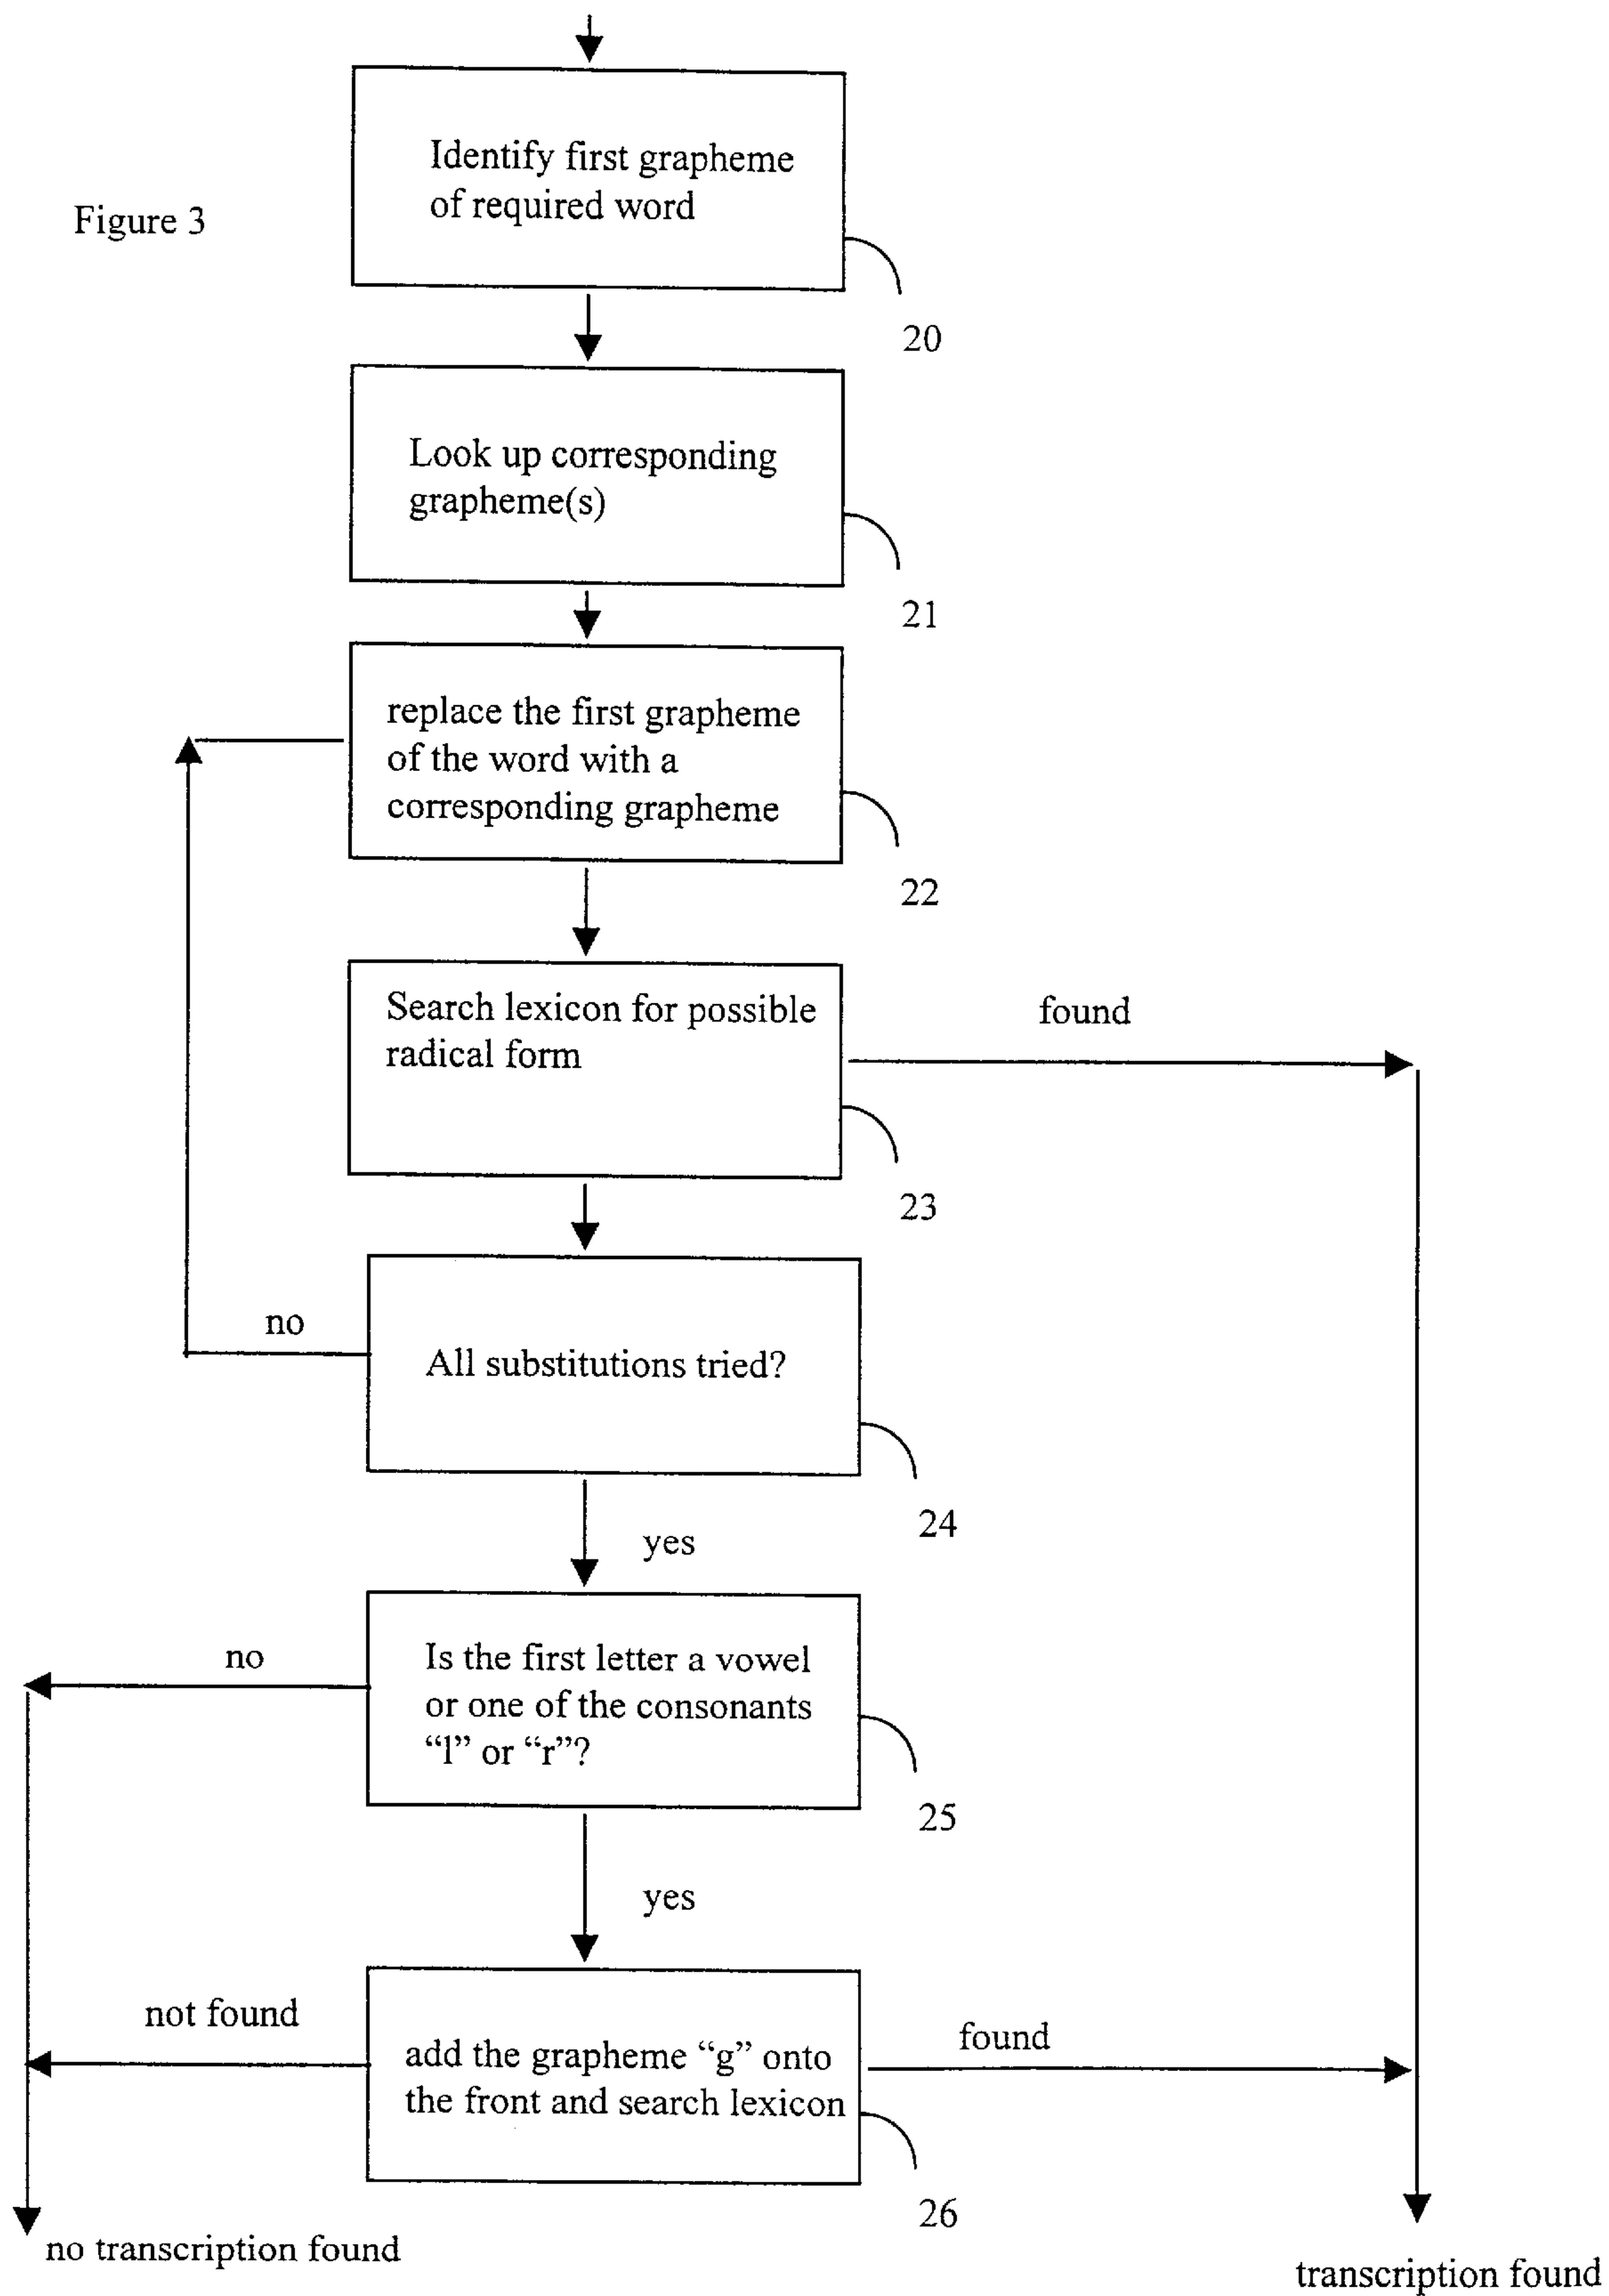 Figure 3
Identify first grapheme
of required word
20
Look up corresponding
grapheme(s)
21
replace the first grapheme
of the word with a
corresponding grapheme
22
Search lexicon for possible
radical form
found
23
no
All substitutions tried?
24
yes
no
Is the first letter a vowel
or one of the consonants
“l” or “r”?
25
yes
not found
add the grapheme “g” onto
the front and search lexicon
found
26
no transcription found
transcription found